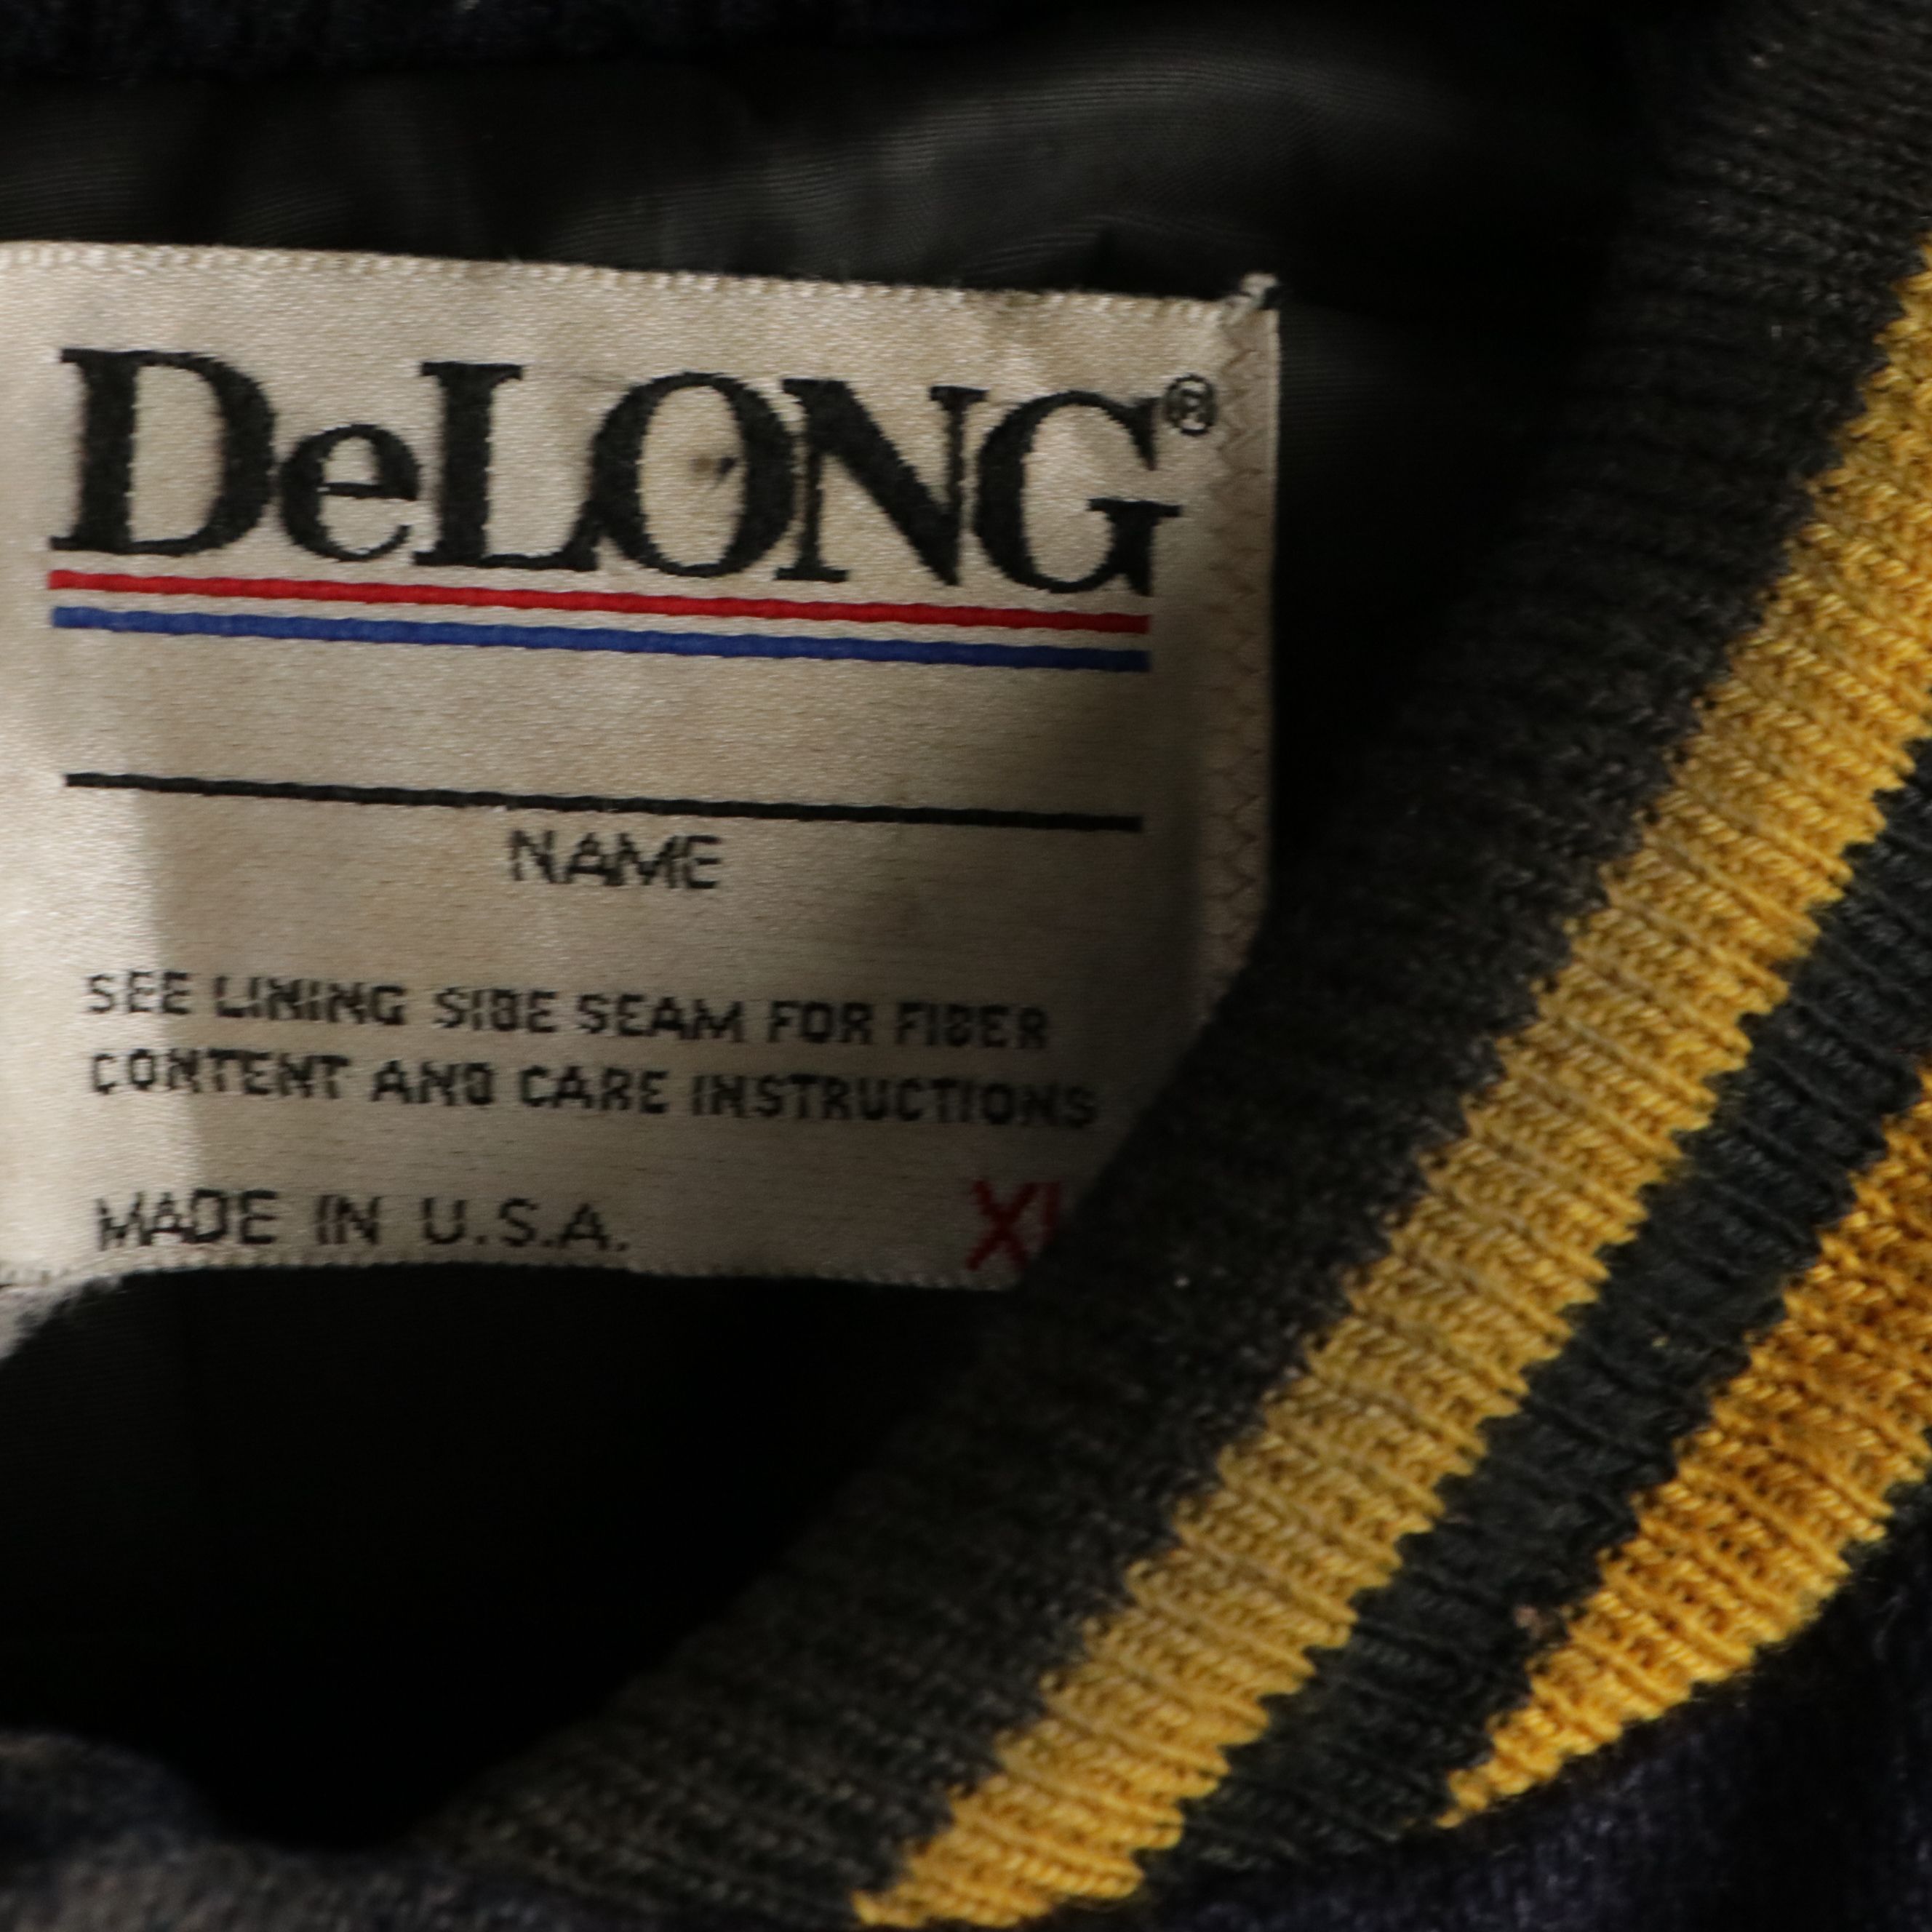 DeLONG®
NAME
SEE LINING SIDE SEAM FOR FIBER
CONTENT AND CARE INSTRUCTIONS
MADE IN U.S.A.